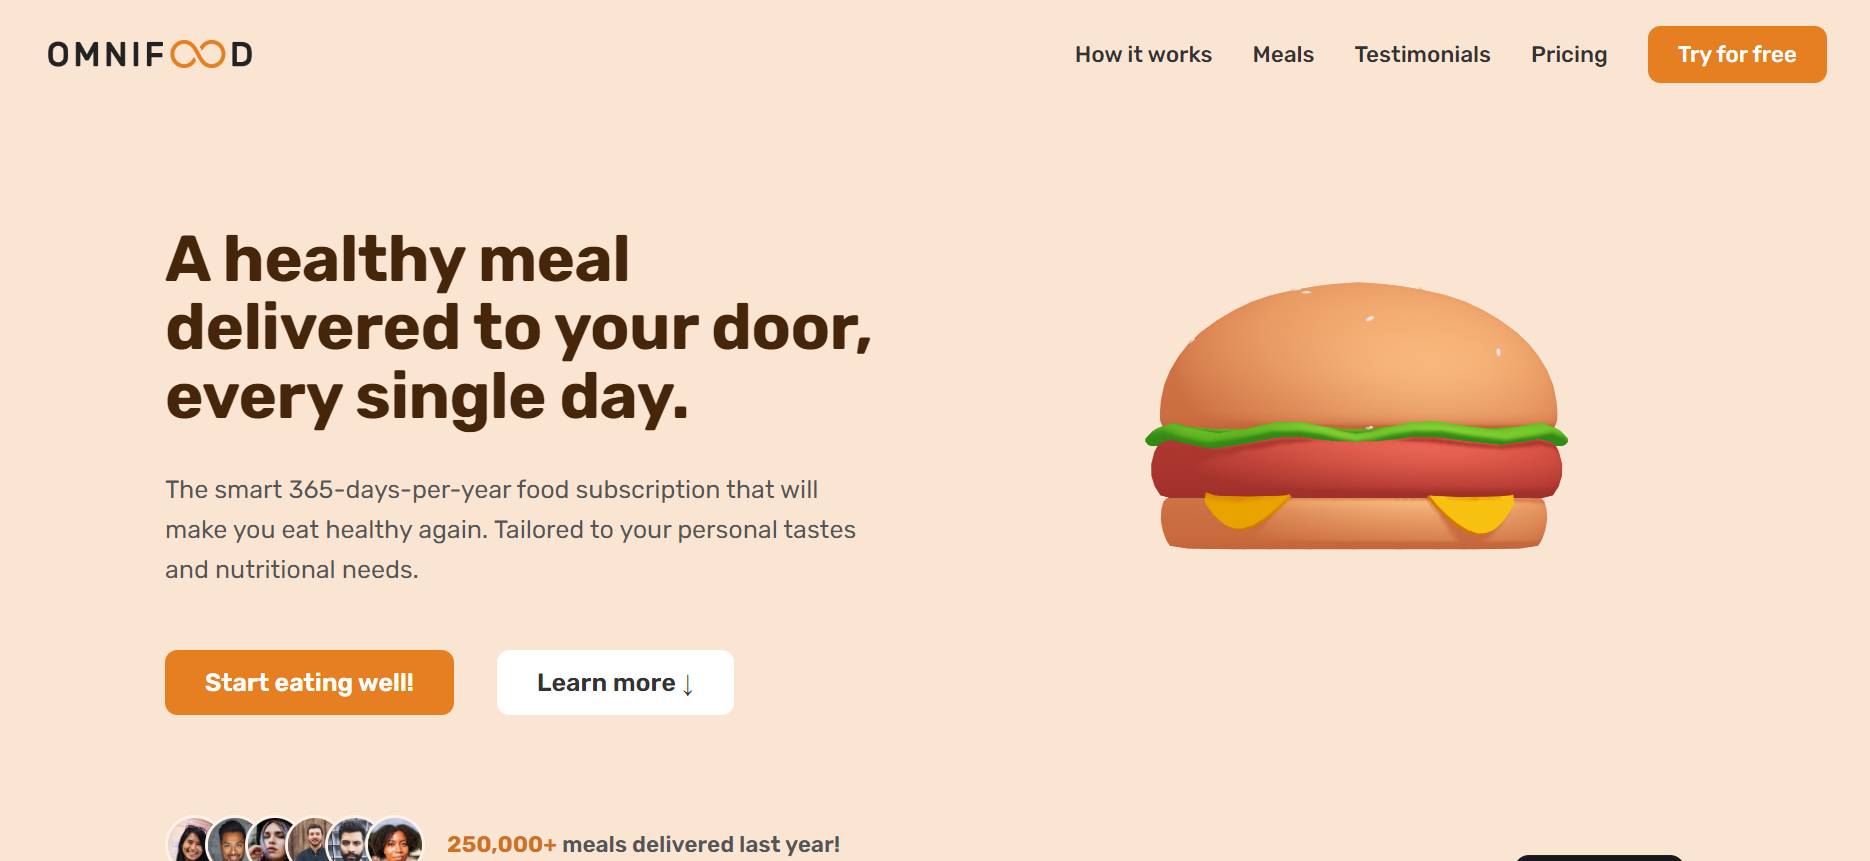 OMNIFOOD
How it works
Meals
Testimonials
Pricing
Try for free
A healthy meal
delivered to your door,
every single day.
The smart 365-days-per-year food subscription that will
make you eat healthy again. Tailored to your personal tastes
and nutritional needs.
Start eating well!
Learn more ↓
250,000+ meals delivered last year!